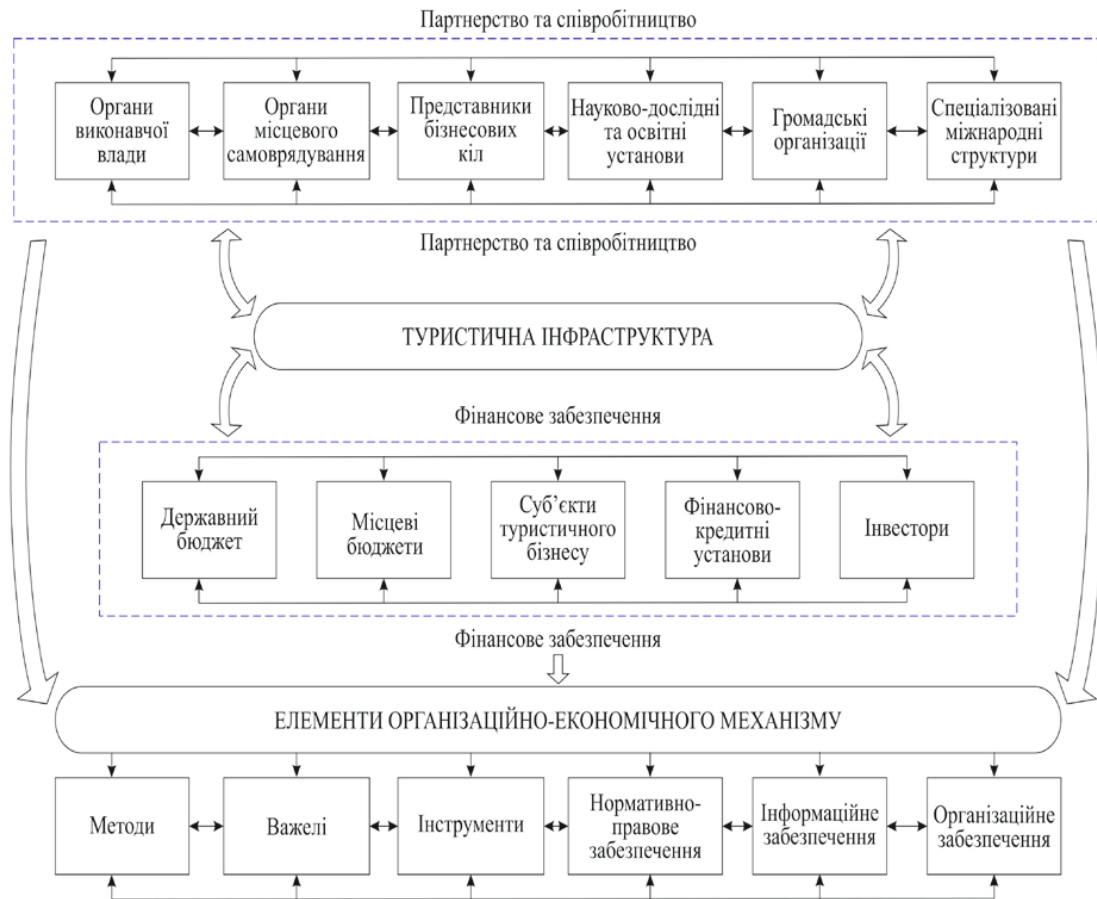 Партнерство та співробітництво
Органи
виконавчої
влади
Органи
місцевого
самоврядування
Представники
бізнесових
кіл
Науково-дослідні
та освітні
установи
Громадські
організації
Спеціалізовані
міжнародні
структури
Партнерство та співробітництво
ТУРИСТИЧНА ІНФРАСТРУКТУРА
Фінансове забезпечення
Державний
бюджет
Місцеві
бюджети
Суб’єкти
туристичного
бізнесу
Фінансово-
кредитні
установи
Інвестори
Фінансове забезпечення
ЕЛЕМЕНТИ ОРГАНІЗАЦІЙНО-ЕКОНОМІЧНОГО МЕХАНІЗМУ
Методи
Важелі
Інструменти
Нормативно-
правове
забезпечення
Інформаційне
забезпечення
Організаційне
забезпечення